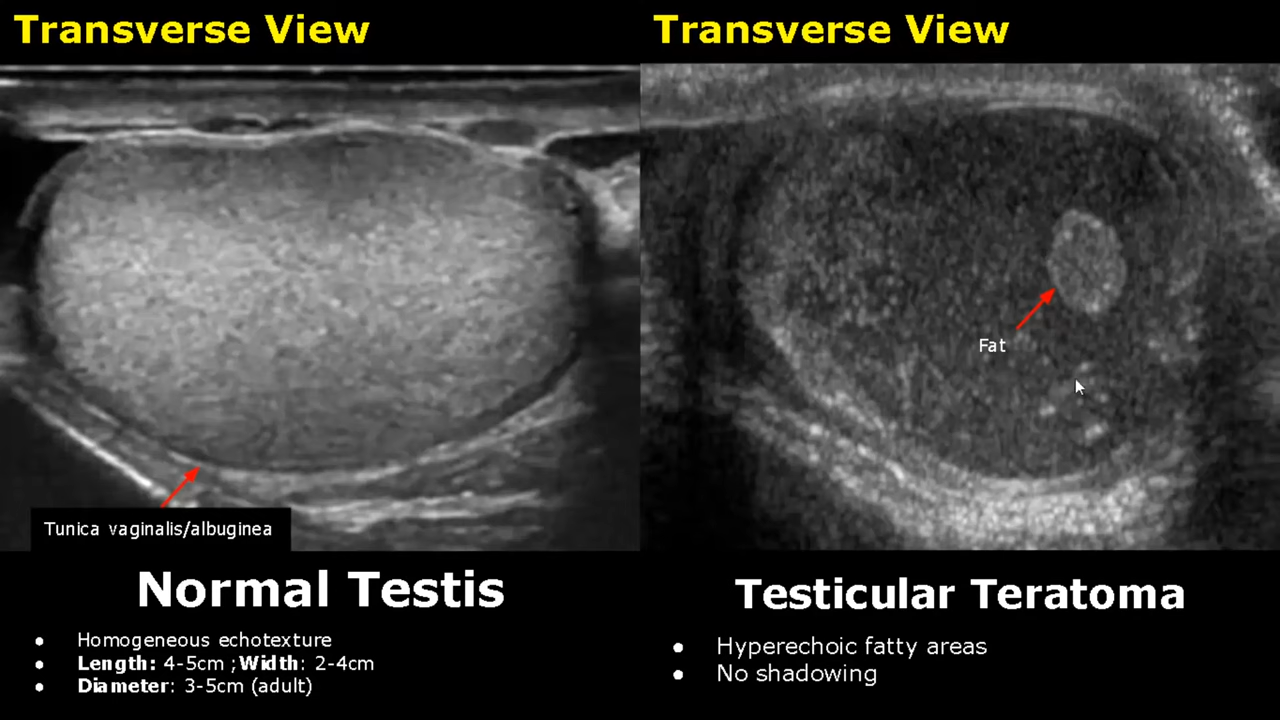 Transverse View
Tunica vaginalis/albuginea
Normal Testis
• Homogeneous echotexture
• Length: 4-5cm ;Width: 2-4cm
• Diameter: 3-5cm (adult)
Transverse View
Fat
Testicular Teratoma
• Hyperechoic fatty areas
• No shadowing